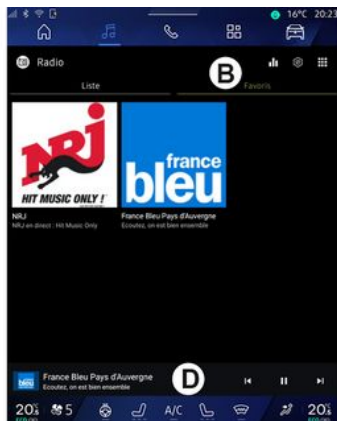 16°C 20:23
Radio
B
Liste
Favoris
NRJ
HIT MUSIC ONLY !
france
bleu
NRJ
NRJ en direct : Hit Music Only
France Bleu Pays d'Auvergne
Ecoutez, on est bien ensemble
bleu
France Bleu Pays d'Auvergne
Ecoutez, on est bien ensemble
D
20.5
5
A/C
20.5